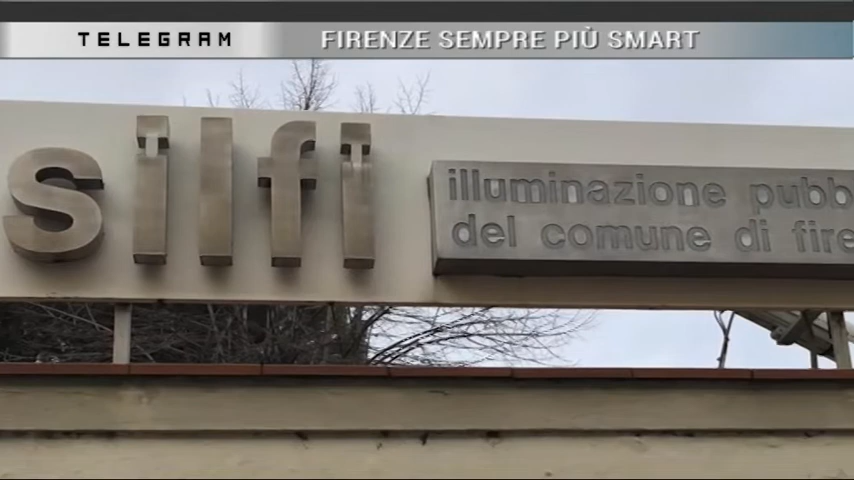 TELEGRAM
FIRENZE SEMPRE PIÙ SMART
silfi
illuminazione
del comune di